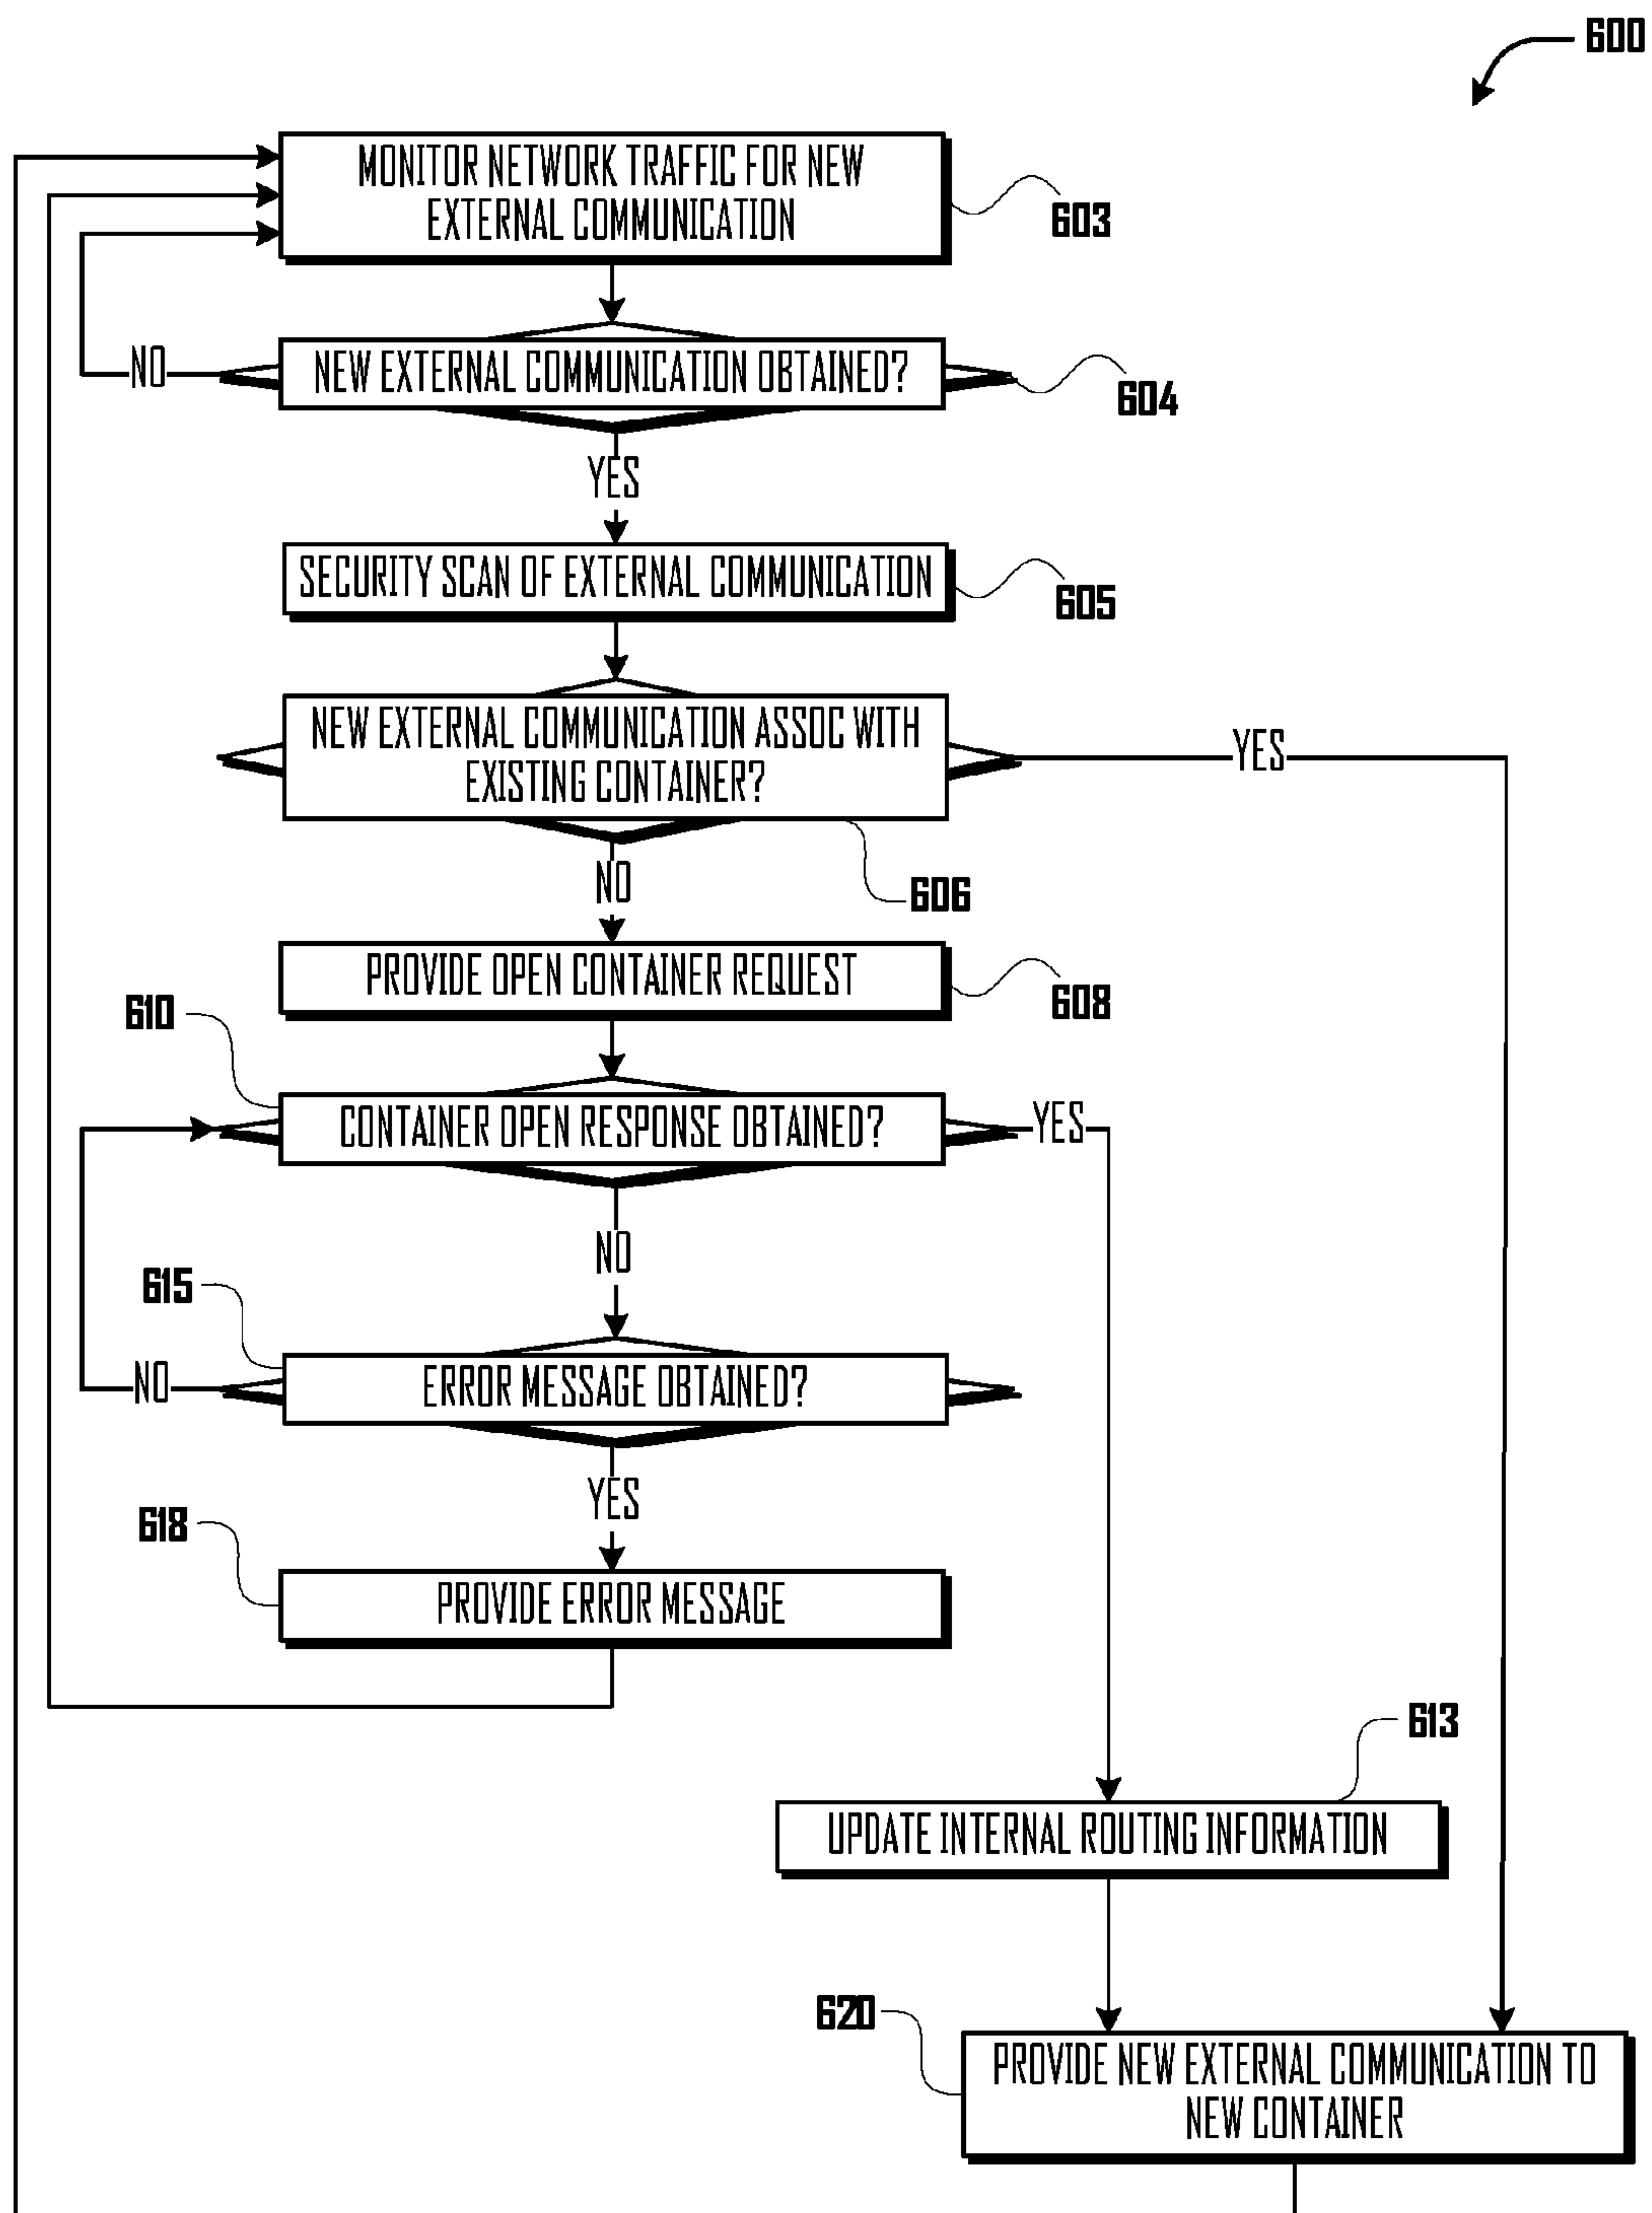 600
MONITOR NETWORK TRAFFIC FOR NEW
EXTERNAL COMMUNICATION
603
NEW EXTERNAL COMMUNICATION OBTAINED?
NO
604
YES
SECURITY SCAN OF EXTERNAL COMMUNICATION
605
NEW EXTERNAL COMMUNICATION ASSOC WITH
EXISTING CONTAINER?
YES
606
NO
PROVIDE OPEN CONTAINER REQUEST
608
610
CONTAINER OPEN RESPONSE OBTAINED?
YES
NO
615
ERROR MESSAGE OBTAINED?
NO
YES
618
PROVIDE ERROR MESSAGE
613
UPDATE INTERNAL ROUTING INFORMATION
620
PROVIDE NEW EXTERNAL COMMUNICATION TO
NEW CONTAINER